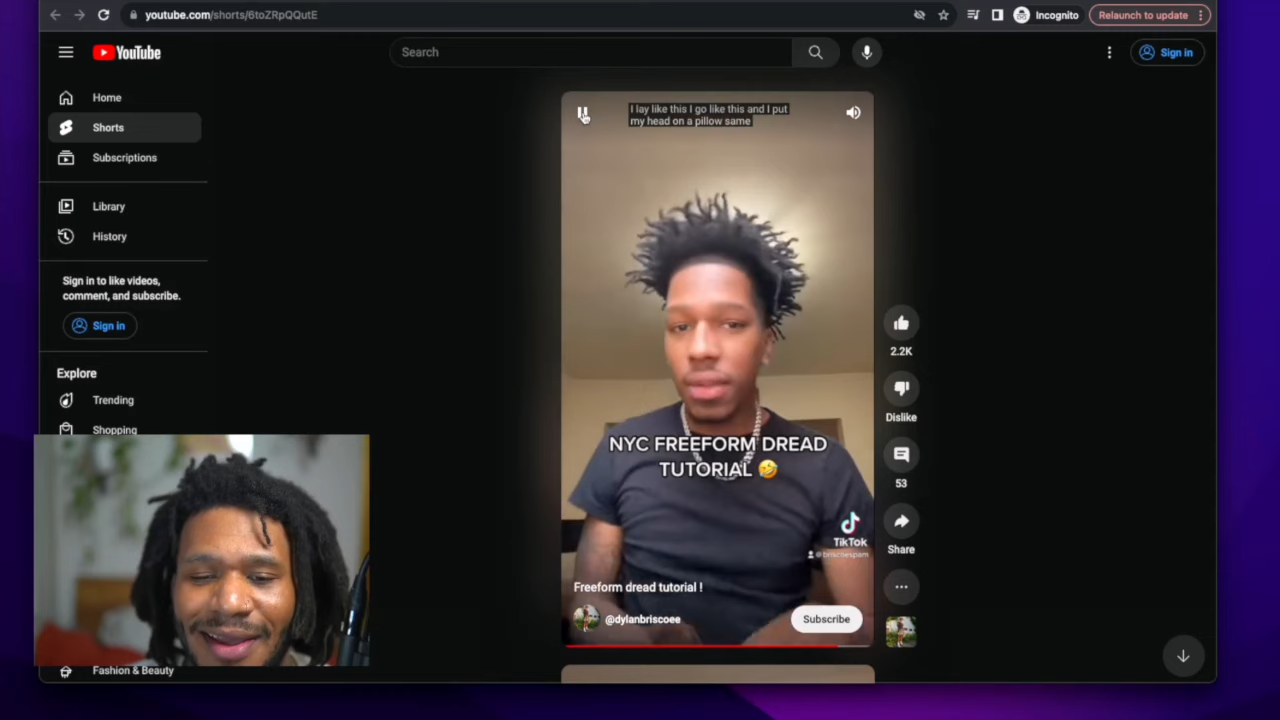 youtube.com/shorts/6toZRpQQutE
Incognito
Relaunch to update
YouTube
Search
Sign in
Home
Shorts
Subscriptions
Library
History
Sign in to like videos,
comment, and subscribe.
Sign in
Explore
Trending
Shopping
Fashion & Beauty
I lay like this I go like this and I put
my head on a pillow same
NYC FREEFORM DREAD
TUTORIAL 🤣
TikTok
@briscoespam
Freeform dread tutorial !
@dylanbriscoee
Subscribe
2.2K
Dislike
53
Share